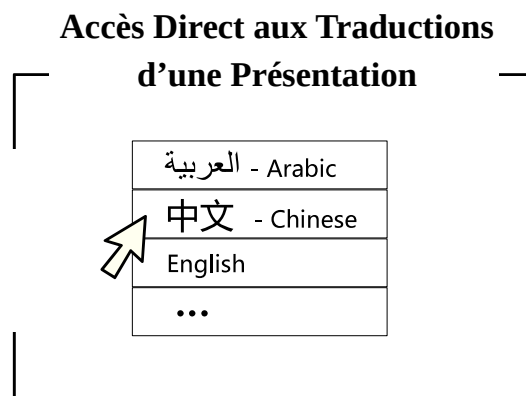 Accès Direct aux Traductions
d’une Présentation
العربية - Arabic
中文 - Chinese
English
•••